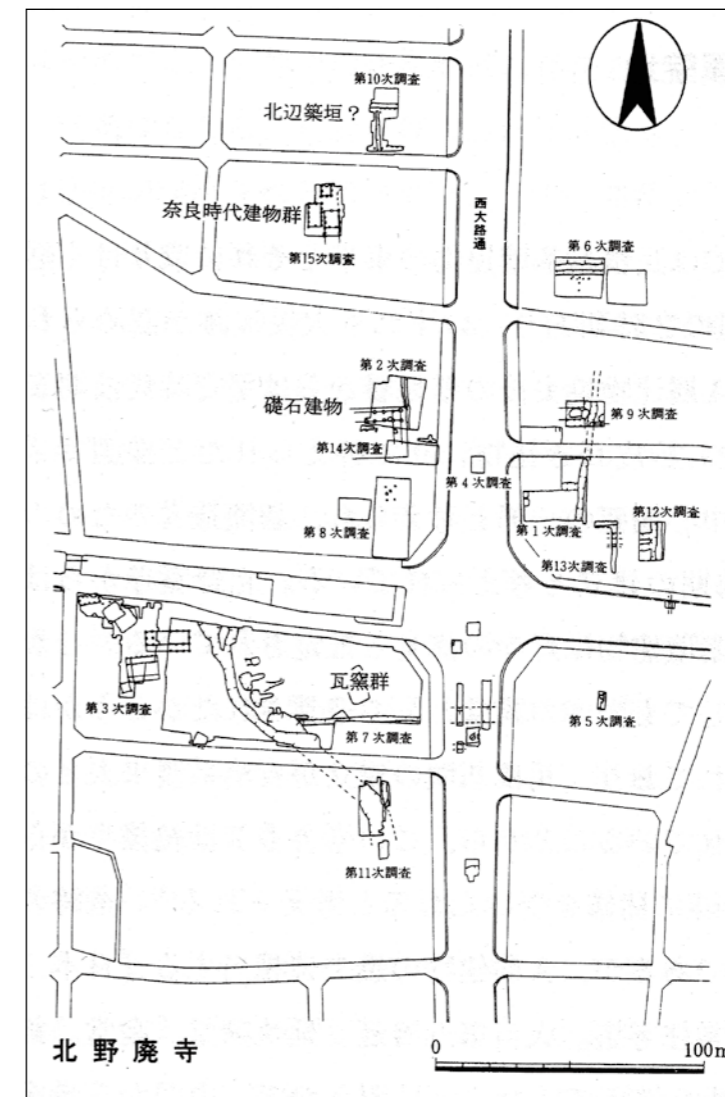 第10次調査
北辺築垣？
奈良時代建物群
第15次調査
西大路通
第6次調査
第2次調査
礎石建物
第14次調査
第9次調査
第4次調査
第8次調査
第1次調査
第12次調査
第13次調査
瓦窯群
第3次調査
第7次調査
第5次調査
第11次調査
北野廃寺
0 100m